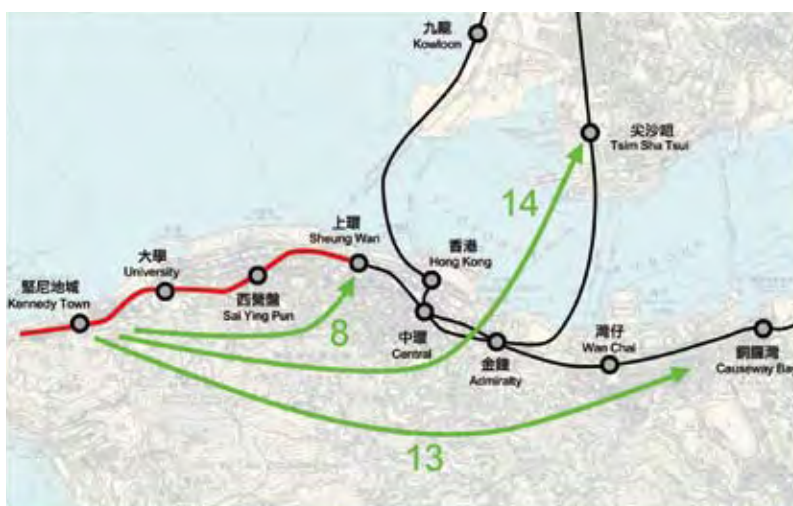 九龍
Kowloon
尖沙咀
Tsim Sha Tsui
14
上環
Sheung Wan
大學
University
香港
Hong Kong
堅尼地城
Kennedy Town
西營盤
Sai Ying Pun
8
中環
Central
金鐘
Admiralty
灣仔
Wan Chai
銅鑼灣
Causeway Bay
13